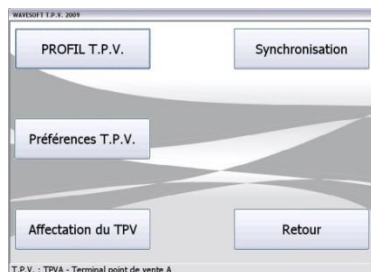 WAVESOFT T.P.V. 2009
PROFIL T.P.V.
Synchronisation
Préférences T.P.V.
Affectation du TPV
Retour
T.P.V. : TPVA - Terminal point de vente A